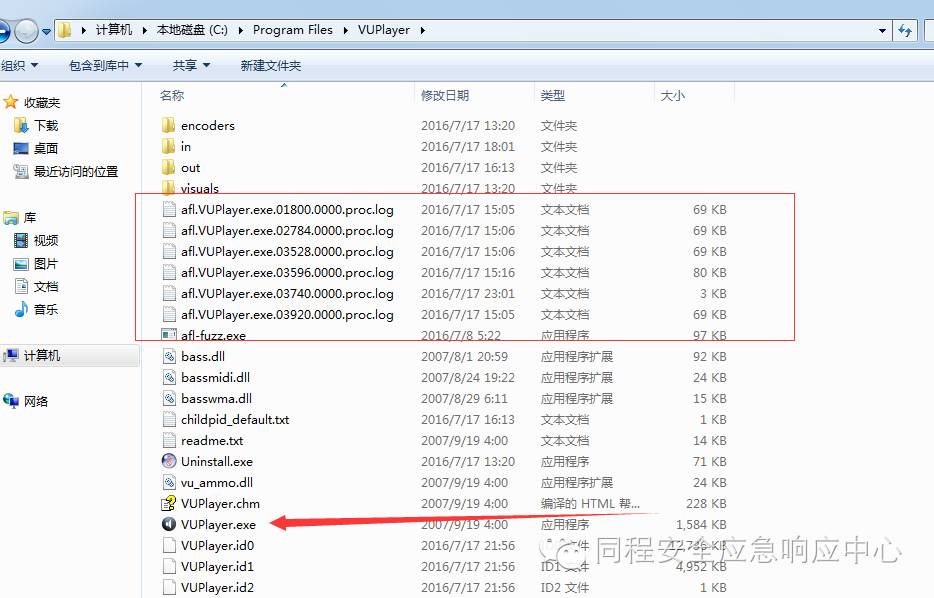 计算机 本地磁盘 (C:) Program Files VUPlayer
组织 包含到库中 共享 新建文件夹
收藏夹
下载
桌面
最近访问的位置
库
视频
图片
文档
音乐
计算机
网络
名称 修改日期 类型 大小
encoders 2016/7/17 13:20 文件夹
in 2016/7/17 18:01 文件夹
out 2016/7/17 16:13 文件夹
visuals 2016/7/17 13:20 文件夹
afl.VUPlayer.exe.01800.0000.proc.log 2016/7/17 15:05 文本文档 69 KB
afl.VUPlayer.exe.02784.0000.proc.log 2016/7/17 15:06 文本文档 69 KB
afl.VUPlayer.exe.03528.0000.proc.log 2016/7/17 15:06 文本文档 69 KB
afl.VUPlayer.exe.03596.0000.proc.log 2016/7/17 15:16 文本文档 80 KB
afl.VUPlayer.exe.03740.0000.proc.log 2016/7/17 23:01 文本文档 3 KB
afl.VUPlayer.exe.03920.0000.proc.log 2016/7/17 15:05 文本文档 69 KB
afl-fuzz.exe 2016/7/8 5:22 应用程序 97 KB
bass.dll 2007/8/1 20:59 应用程序扩展 92 KB
bassmidi.dll 2007/8/24 19:22 应用程序扩展 24 KB
basswma.dll 2007/8/29 6:11 应用程序扩展 15 KB
childpid_default.txt 2016/7/17 16:13 文本文档 1 KB
readme.txt 2007/9/19 4:00 文本文档 14 KB
Uninstall.exe 2016/7/17 13:20 应用程序 71 KB
vu_ammo.dll 2007/9/19 4:00 应用程序扩展 24 KB
VUPlayer.chm 2007/9/19 4:00 编译的 HTML 帮... 228 KB
VUPlayer.exe 2007/9/19 4:00 应用程序 1,584 KB
VUPlayer.id0 2016/7/17 21:56 文件 12,736 KB
VUPlayer.id1 2016/7/17 21:56 ID1 文件 4,952 KB
VUPlayer.id2 2016/7/17 21:56 ID2 文件 1 KB
同程安全应急响应中心